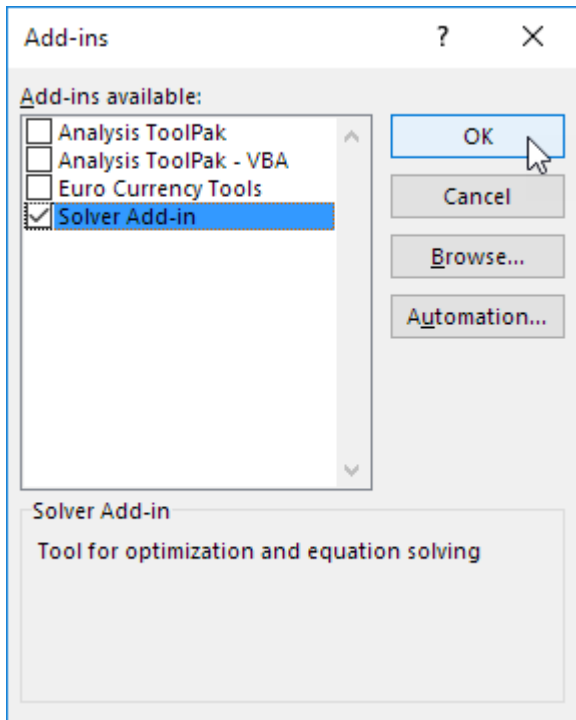 Add-ins
?
Add-ins available:
Analysis ToolPak
Analysis ToolPak - VBA
Euro Currency Tools
Solver Add-in
OK
Cancel
Browse...
Automation...
Solver Add-in
Tool for optimization and equation solving